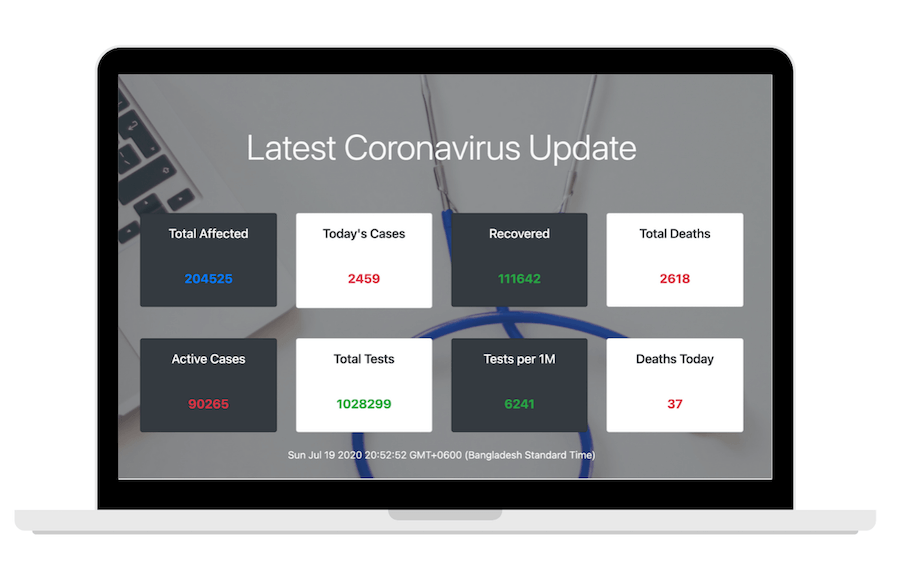 Latest Coronavirus Update
Total Affected
204525
Today's Cases
2459
Recovered
111642
Total Deaths
2618
Active Cases
90265
Total Tests
1028299
Tests per 1M
6241
Deaths Today
37
Sun Jul 19 2020 20:52:52 GMT+0600 (Bangladesh Standard Time)